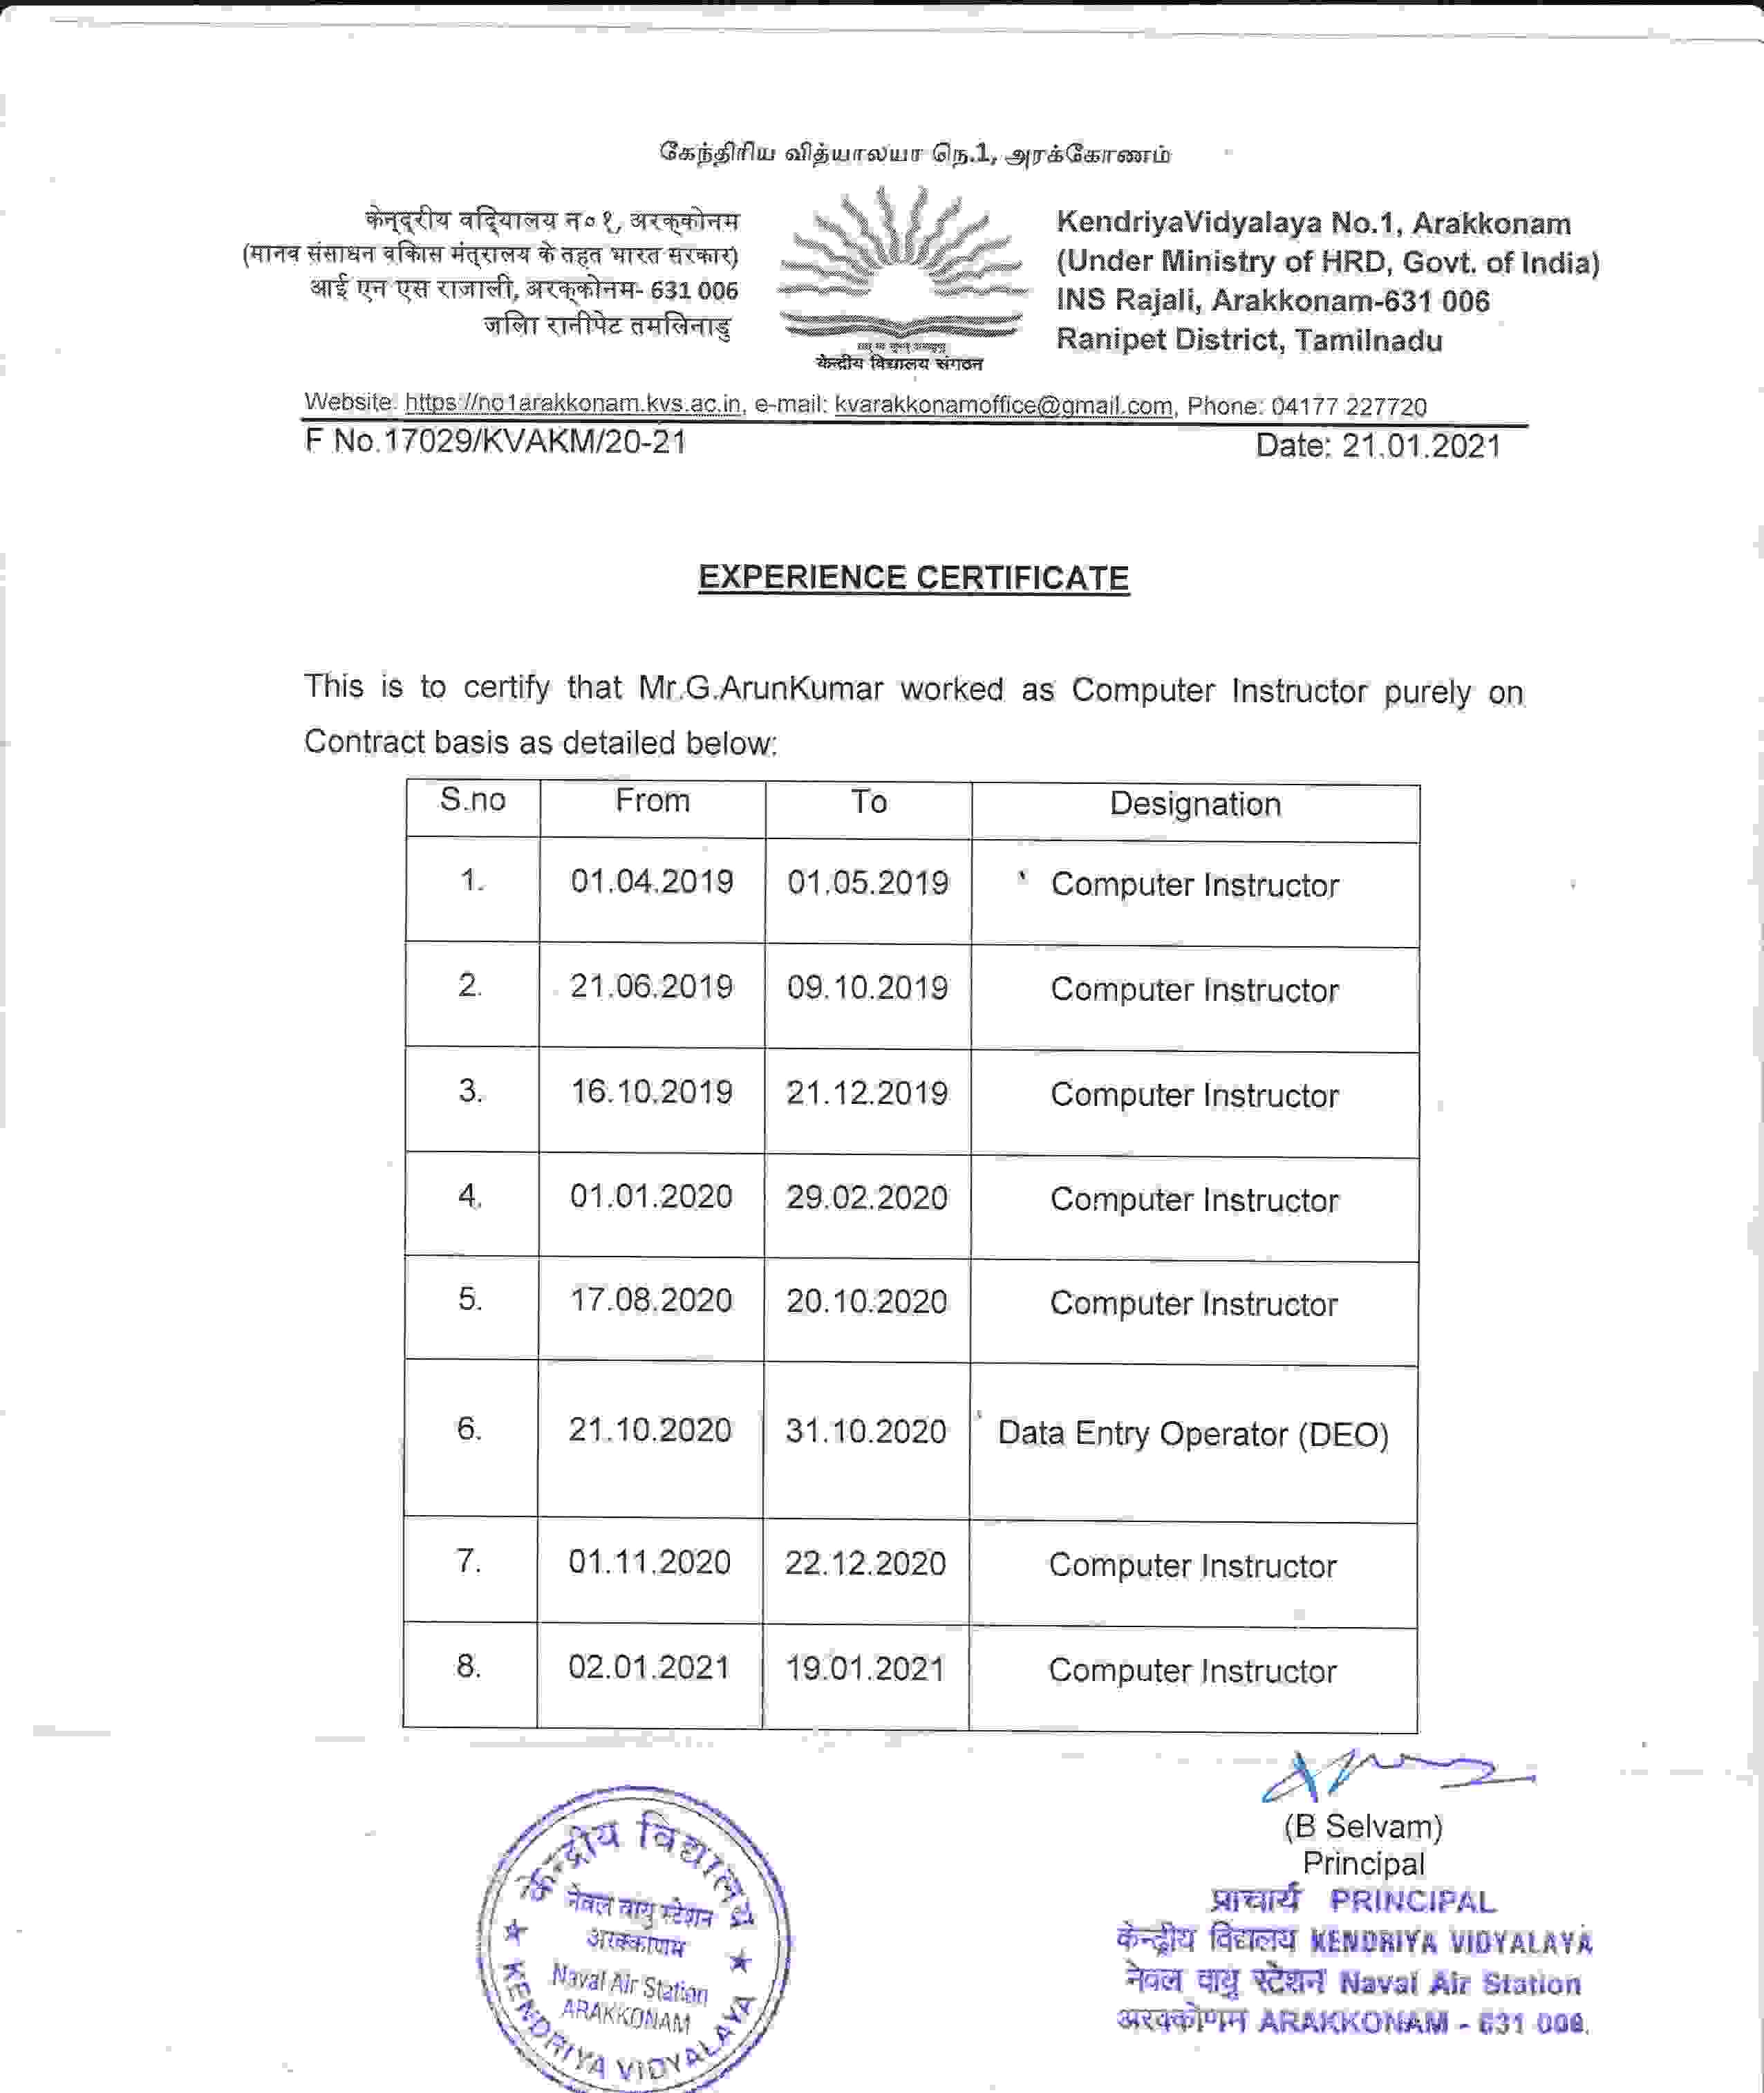 கேந்திரிய வித்யாலயா நெ.1, அரக்கோணம்
केन्द्रीय वद्यिालय न० १, अरक्कोनम
(मानव संसाधन वकिास मंत्रालय के तहत भारत सरकार)
आई एन एस राजाली, अरक्कोनम- 631 006
जलिा रानीपेट तमलिनाडु
केन्द्रीय विद्यालय संगठन
KendriyaVidyalaya No.1, Arakkonam
(Under Ministry of HRD, Govt. of India)
INS Rajali, Arakkonam-631 006
Ranipet District, Tamilnadu
Website: https://no1arakkonam.kvs.ac.in, e-mail: kvarakkonamoffice@gmail.com, Phone: 04177 227720
F No.17029/KVAKM/20-21 Date: 21.01.2021
EXPERIENCE CERTIFICATE
This is to certify that Mr.G.ArunKumar worked as Computer Instructor purely on
Contract basis as detailed below:
S.no From To Designation
1. 01.04.2019 01.05.2019 Computer Instructor
2. 21.06.2019 09.10.2019 Computer Instructor
3. 16.10.2019 21.12.2019 Computer Instructor
4. 01.01.2020 29.02.2020 Computer Instructor
5. 17.08.2020 20.10.2020 Computer Instructor
6. 21.10.2020 31.10.2020 Data Entry Operator (DEO)
7. 01.11.2020 22.12.2020 Computer Instructor
8. 02.01.2021 19.01.2021 Computer Instructor
(B Selvam)
Principal
प्राचार्य PRINCIPAL
केन्द्रीय विद्यालय KENDRIYA VIDYALAYA
नेवल वायु स्टेशन Naval Air Station
अरक्कोणम ARAKKONAM - 631 006.
केन्द्रीय विद्यालय
नेवल वायु स्टेशन
अरक्कोणम
Naval Air Station
ARAKKONAM
KENDRIYA VIDYALAYA